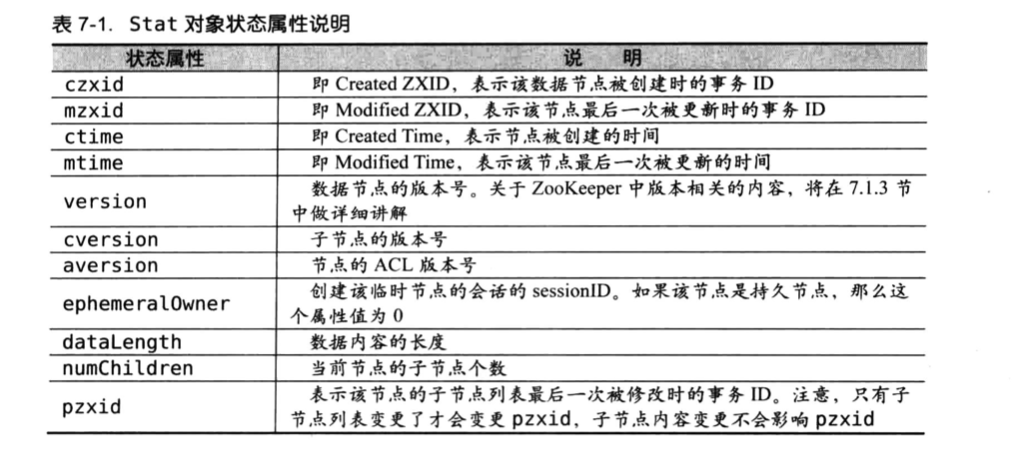 表 7-1. Stat 对象状态属性说明
状态属性 说 明
czxid 即 Created ZXID，表示该数据节点被创建时的事务 ID
mzxid 即 Modified ZXID，表示该节点最后一次被更新时的事务 ID
ctime 即 Created Time，表示节点被创建的时间
mtime 即 Modified Time，表示该节点最后一次被更新的时间
version 数据节点的版本号。关于 ZooKeeper 中版本相关的内容，将在 7.1.3 节
中做详细讲解
cversion 子节点的版本号
aversion 节点的 ACL 版本号
ephemeralOwner 创建该临时节点的会话的 sessionID。如果该节点是持久节点，那么这
个属性值为 0
dataLength 数据内容的长度
numChildren 当前节点的子节点个数
pzxid 表示该节点的子节点列表最后一次被修改时的事务 ID。注意，只有子
节点列表变更了才会变更 pzxid，子节点内容变更不会影响 pzxid